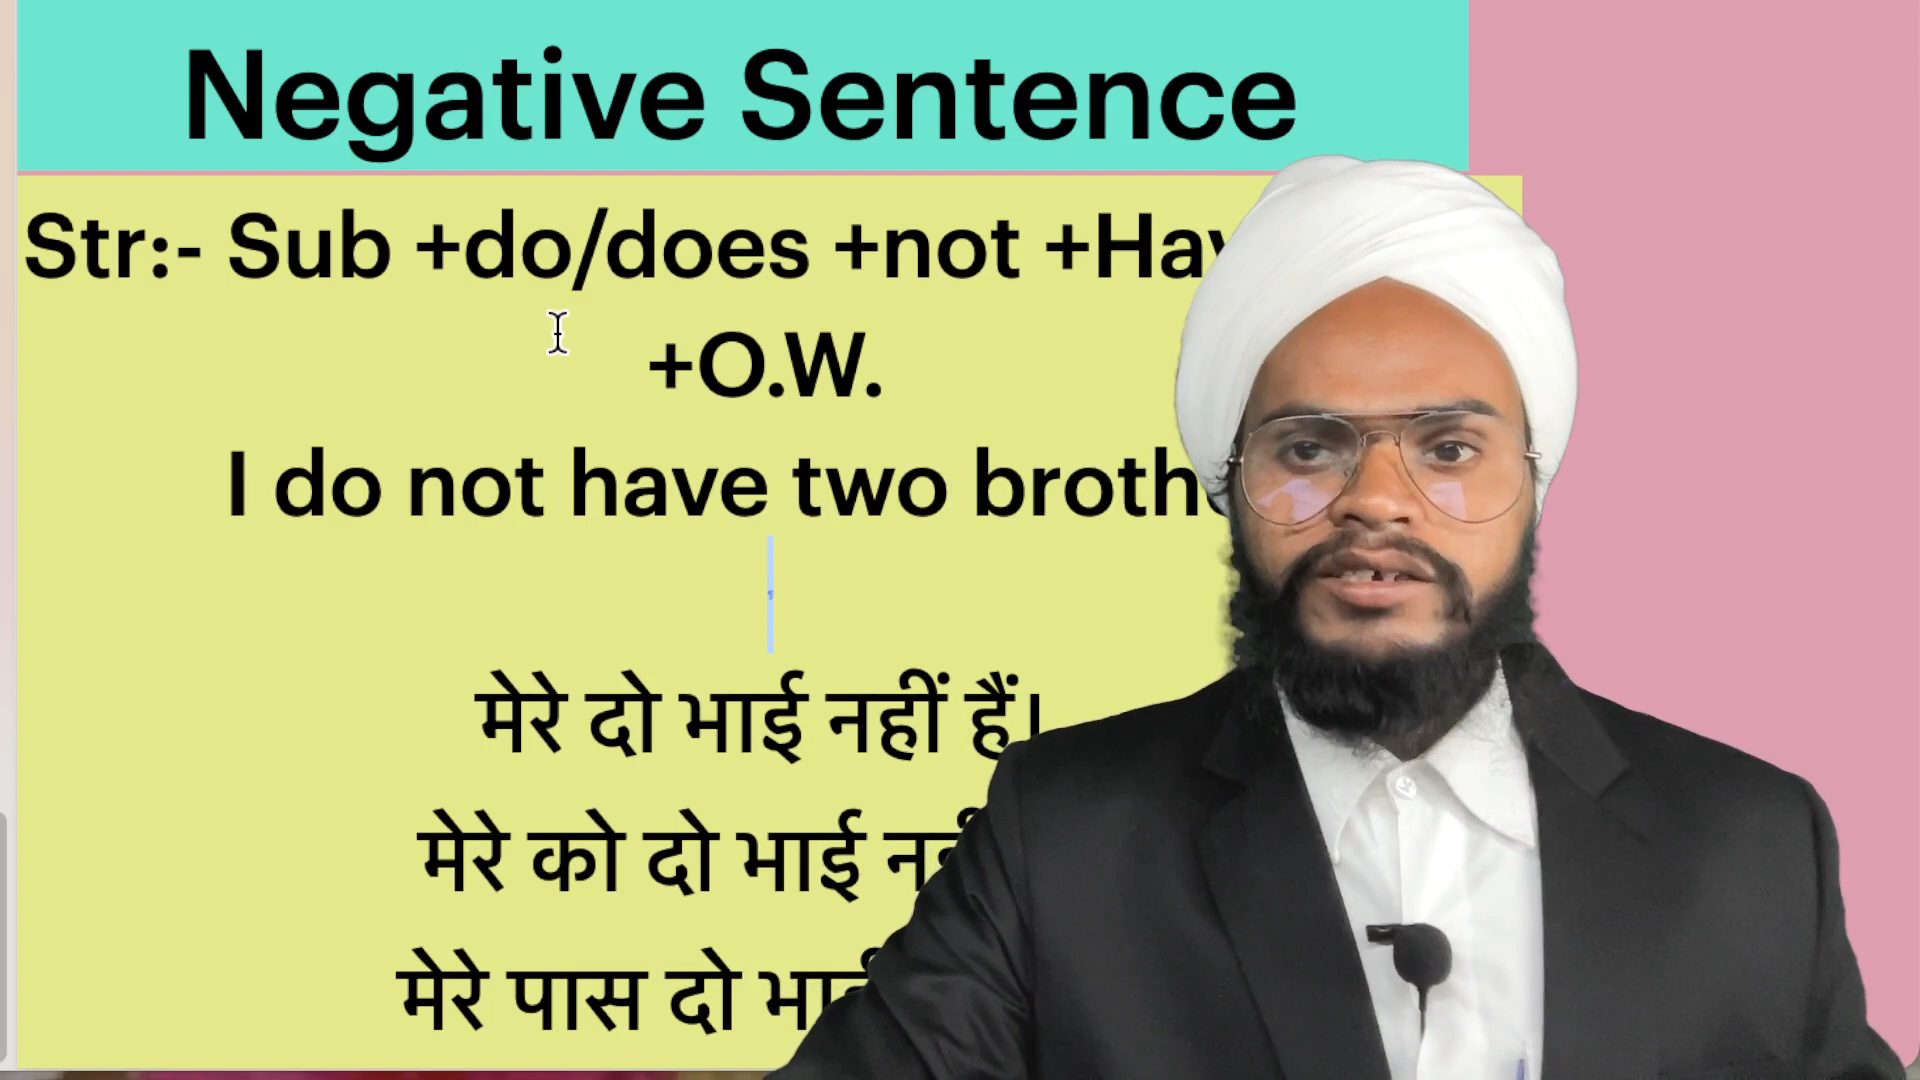 Negative Sentence
Str:- Sub +do/does +not
+O.W.
I do not have two
मेरे दो भाई नहीं हैं।
मेरे को दो भाई
मेरे पास दो